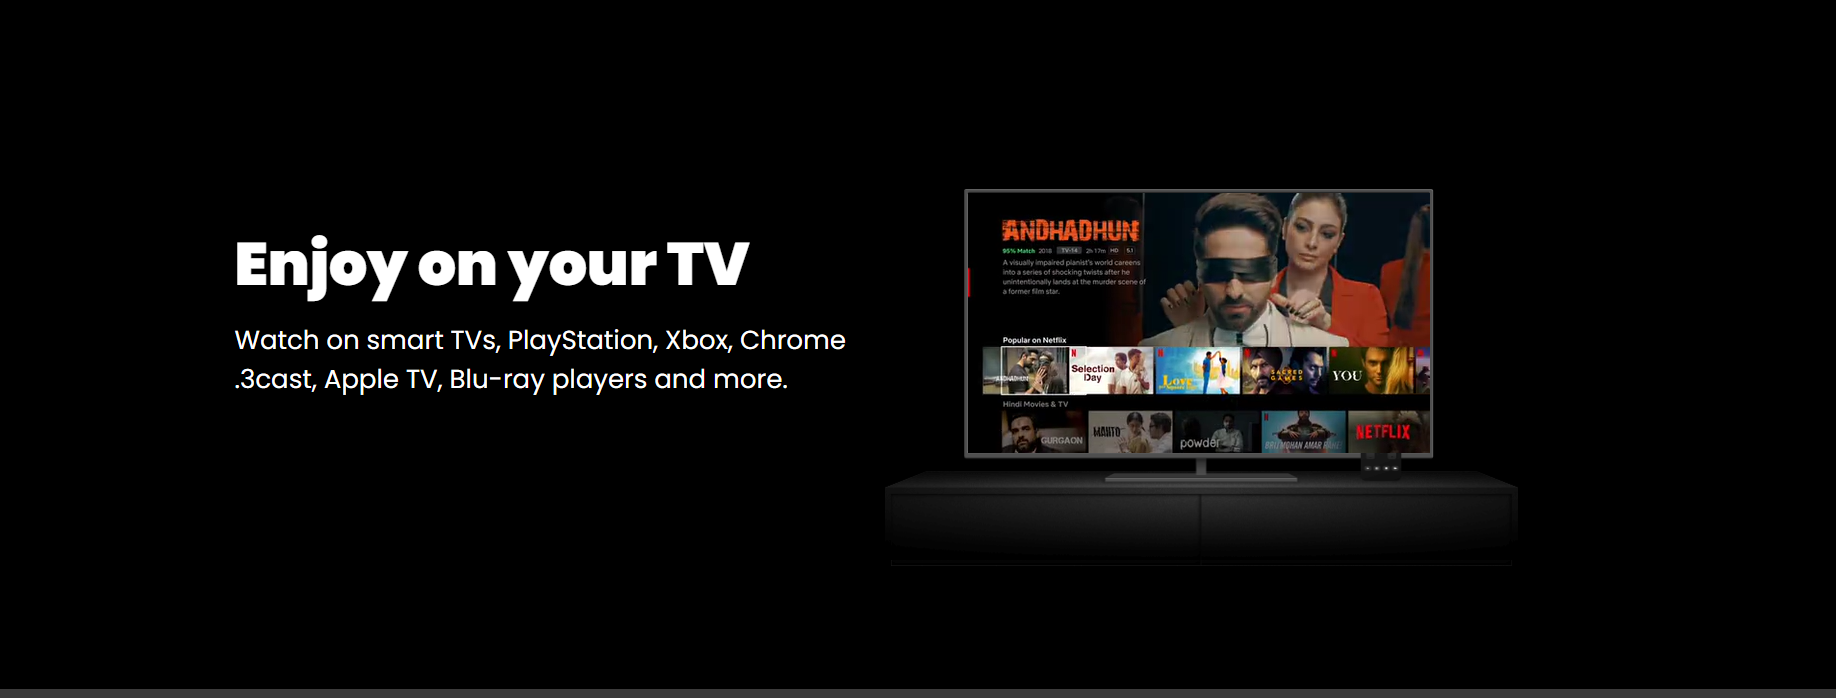 Enjoy on your TV
Watch on smart TVs, PlayStation, Xbox, Chrome
.3cast, Apple TV, Blu-ray players and more.
ANDHADHUN
95% Match 2018 TV-14 2h 17m HD 5.1
A visually impaired pianist's world careens
into a series of shocking twists after he
unintentionally lands at the murder scene of
a former film star.
Popular on Netflix
ANDHADHUN
N
Selection
Day
N
Love
N
SACRED
GAMES
N
YOU
Hindi Movies & TV
GURGAON
MANTO
powder
N
BRIJ MOHAN AMAR RAHE!
NETFLIX